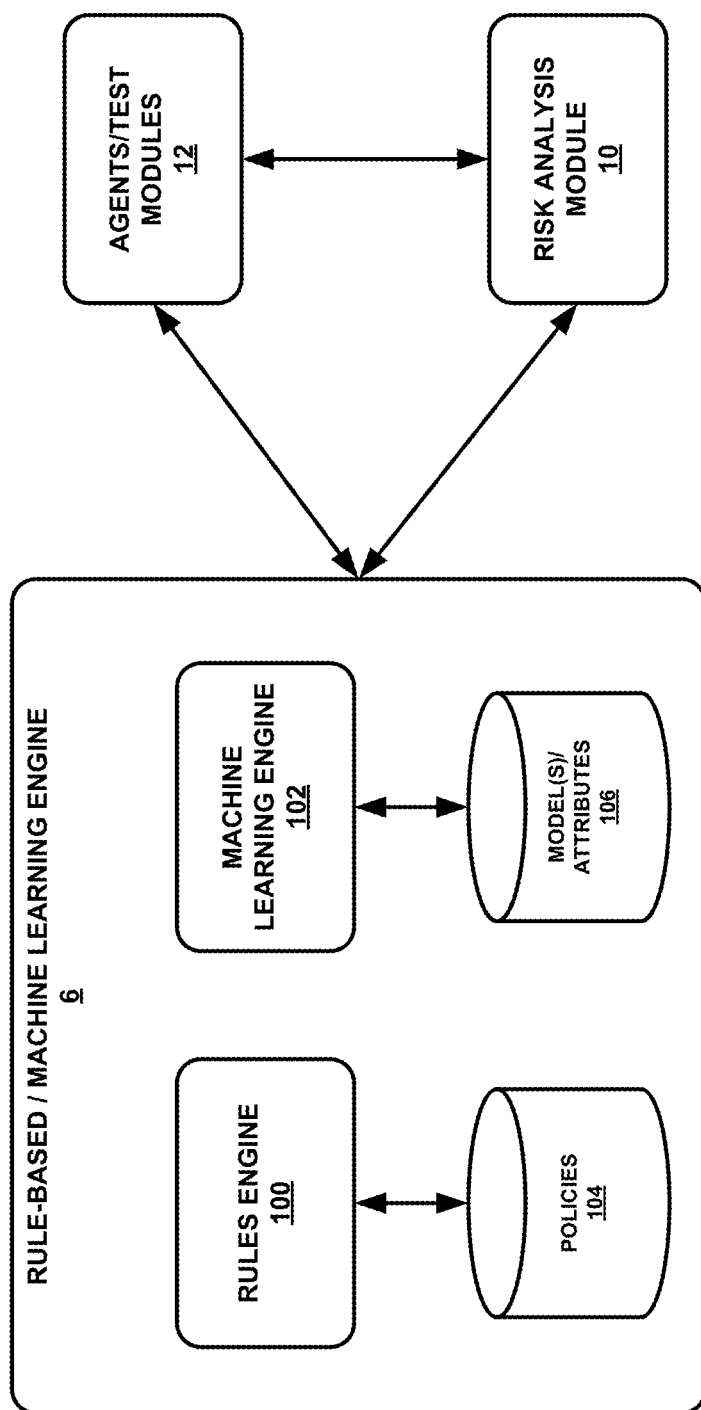 RULE-BASED / MACHINE LEARNING ENGINE
6
RULES ENGINE
100
POLICIES
104
MACHINE
LEARNING ENGINE
102
MODEL(S)/
ATTRIBUTES
106
AGENTS/TEST
MODULES
12
RISK ANALYSIS
MODULE
10